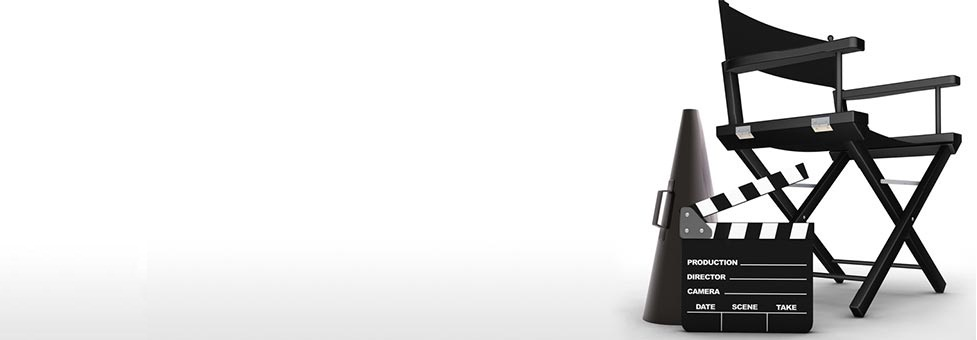 PRODUCTION
DIRECTOR
CAMERA
DATE SCENE TAKE